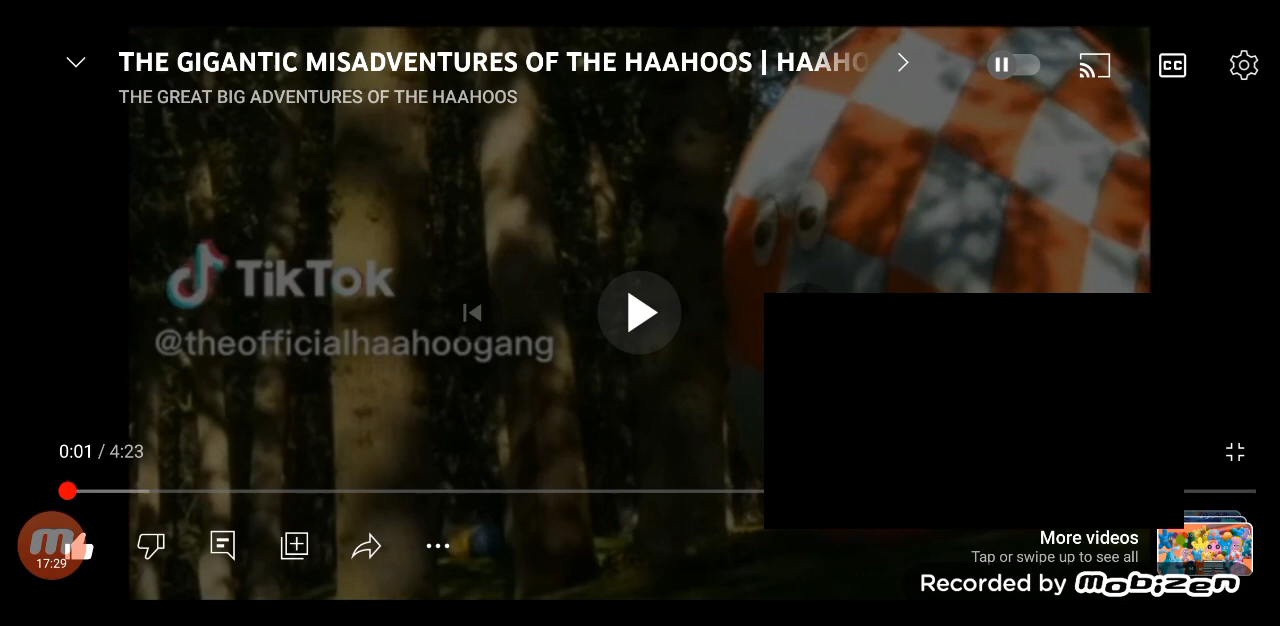 THE GIGANTIC MISADVENTURES OF THE HAAHOOS | HAAHO
THE GREAT BIG ADVENTURES OF THE HAAHOOS
CC
TikTok
@theofficialhaahoogang
0:01 / 4:23
17:29
More videos
Tap or swipe up to see all
Recorded by mobizen